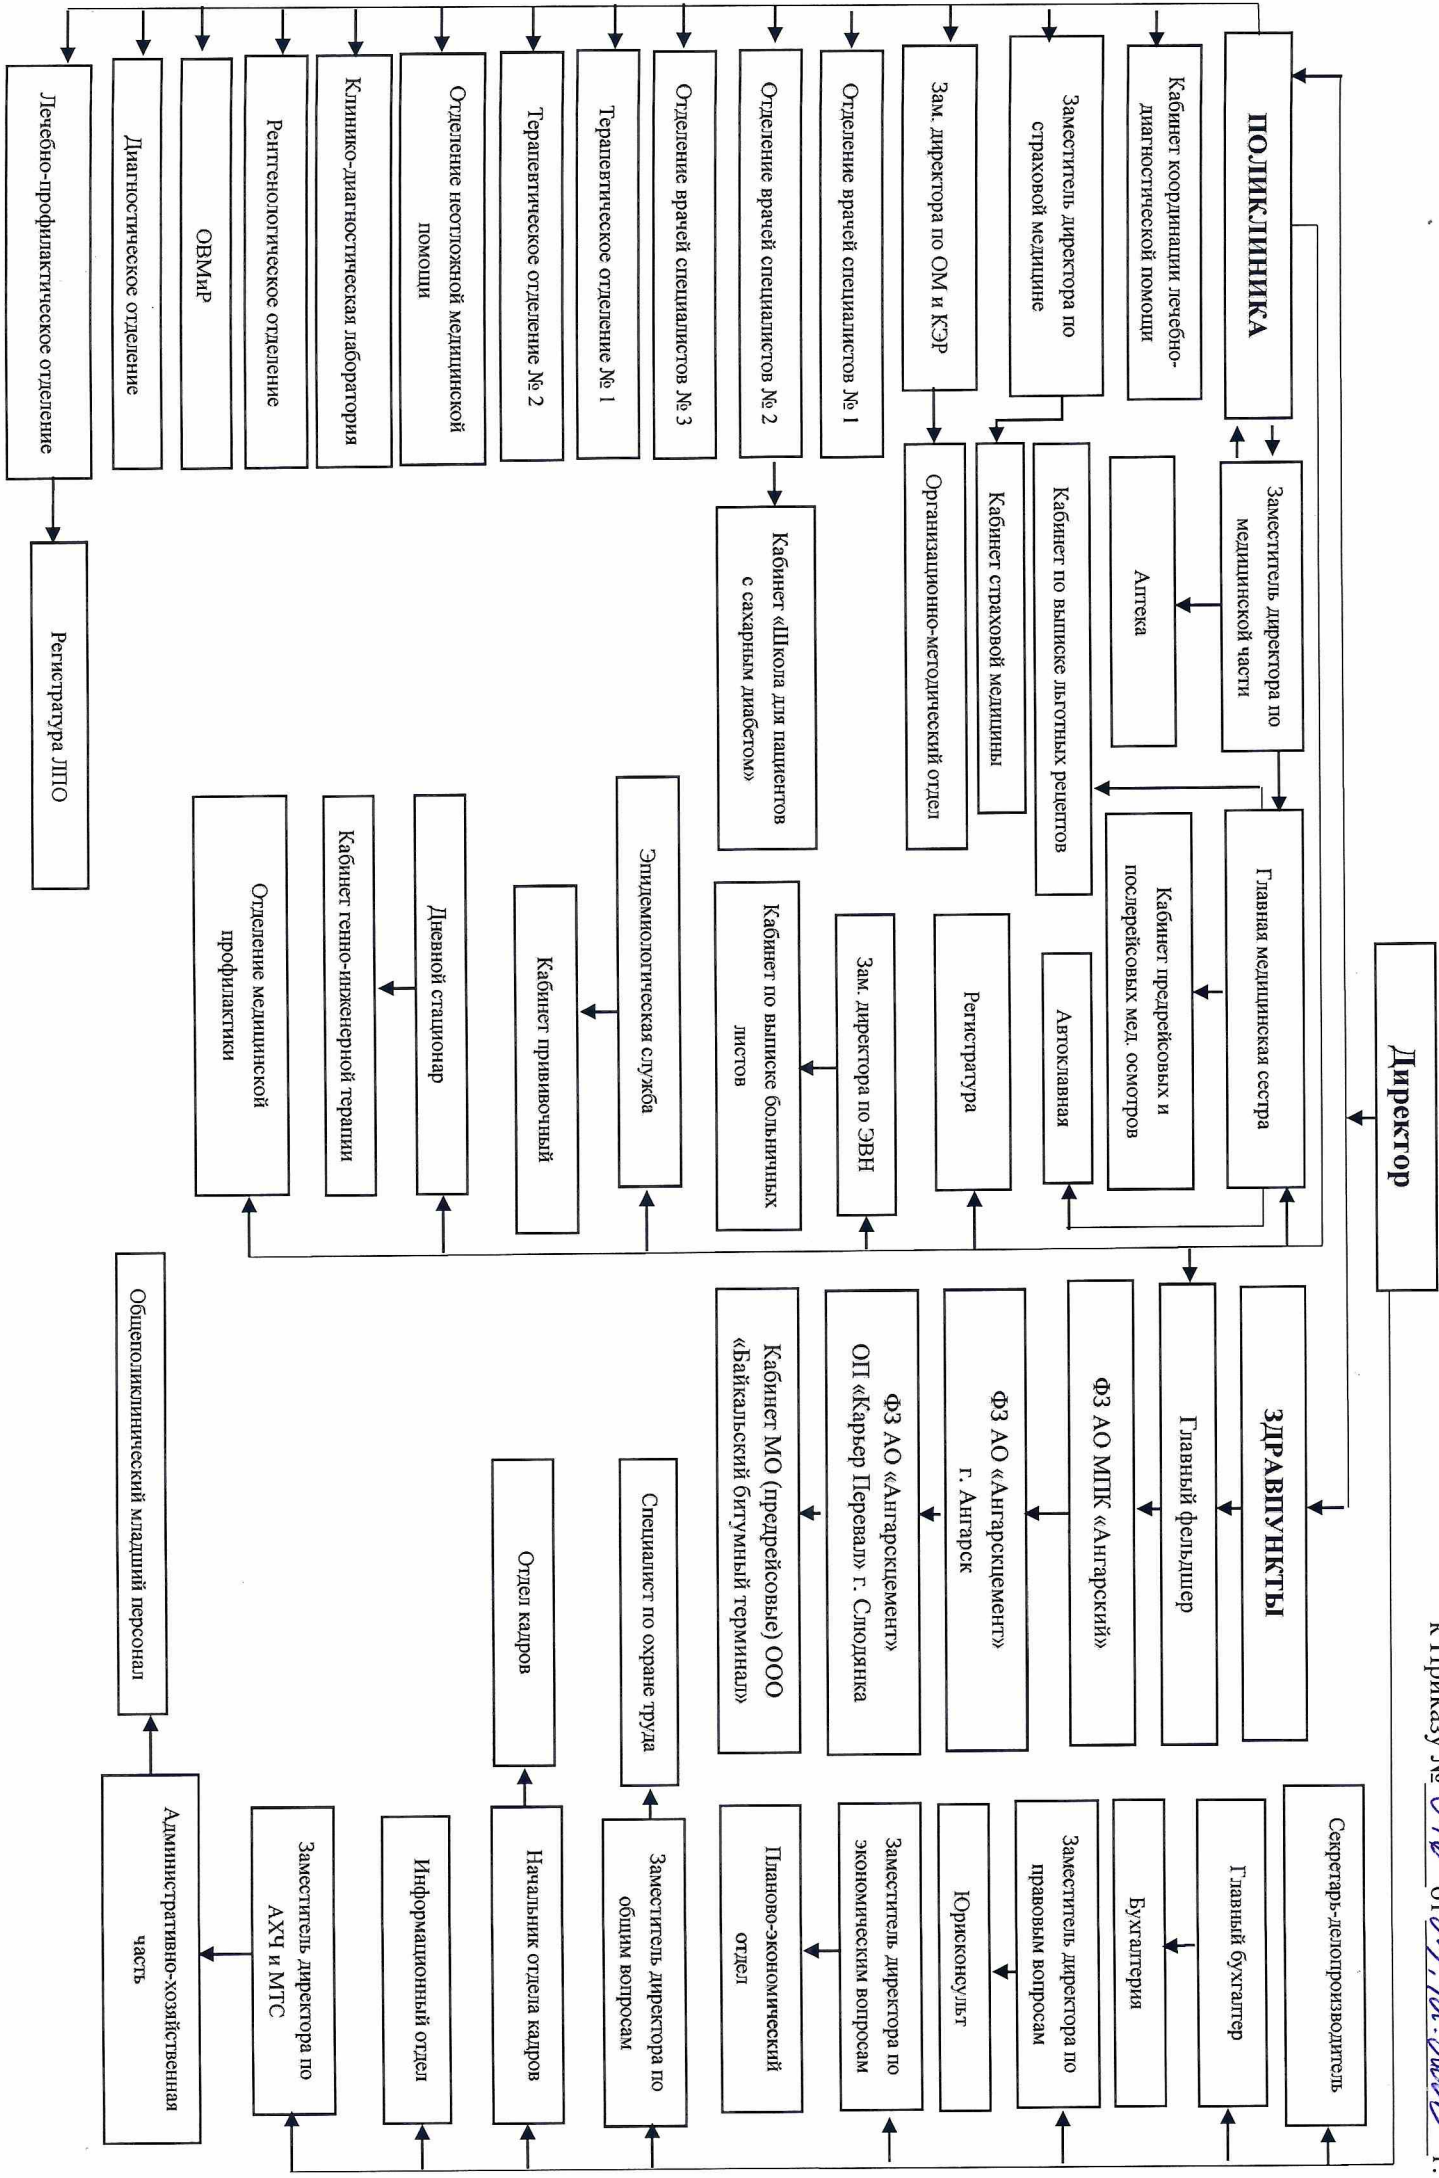 к Приказу №
от
г.
Директор
ПОЛИКЛИНИКА
Кабинет координации лечебно-
диагностической помощи
Заместитель директора по
страховой медицине
Зам. директора по ОМ и КЭР
Отделение врачей специалистов № 1
Отделение врачей специалистов № 2
Отделение врачей специалистов № 3
Терапевтическое отделение № 1
Терапевтическое отделение № 2
Отделение неотложной медицинской
помощи
Клинико-диагностическая лаборатория
Рентгенологическое отделение
ОВМиР
Диагностическое отделение
Лечебно-профилактическое отделение
Заместитель директора по
медицинской части
Аптека
Кабинет по выписке льготных рецептов
Кабинет страховой медицины
Организационно-методический отдел
Кабинет «Школа для пациентов
с сахарным диабетом»
Регистратура ЛПО
Главная медицинская сестра
Кабинет предрейсовых и
послерейсовых мед. осмотров
Автоклавная
Регистратура
Зам. директора по ЭВН
Кабинет по выписке больничных
листов
Эпидемиологическая служба
Кабинет прививочный
Дневной стационар
Кабинет генно-инженерной терапии
Отделение медицинской
профилактики
ЗДРАВПУНКТЫ
Главный фельдшер
ФЗ АО МПК «Ангарский»
ФЗ АО «Ангарскцемент»
г. Ангарск
ФЗ АО «Ангарскцемент»
ОП «Карьер Перевал» г. Слюдянка
Кабинет МО (предрейсовые) ООО
«Байкальский битумный терминал»
Специалист по охране труда
Отдел кадров
Общеполиклинический младший персонал
Секретарь-делопроизводитель
Главный бухгалтер
Бухгалтерия
Заместитель директора по
правовым вопросам
Юрисконсульт
Заместитель директора по
экономическим вопросам
Планово-экономический
отдел
Заместитель директора по
общим вопросам
Начальник отдела кадров
Информационный отдел
Заместитель директора по
АХЧ и МТС
Административно-хозяйственная
часть